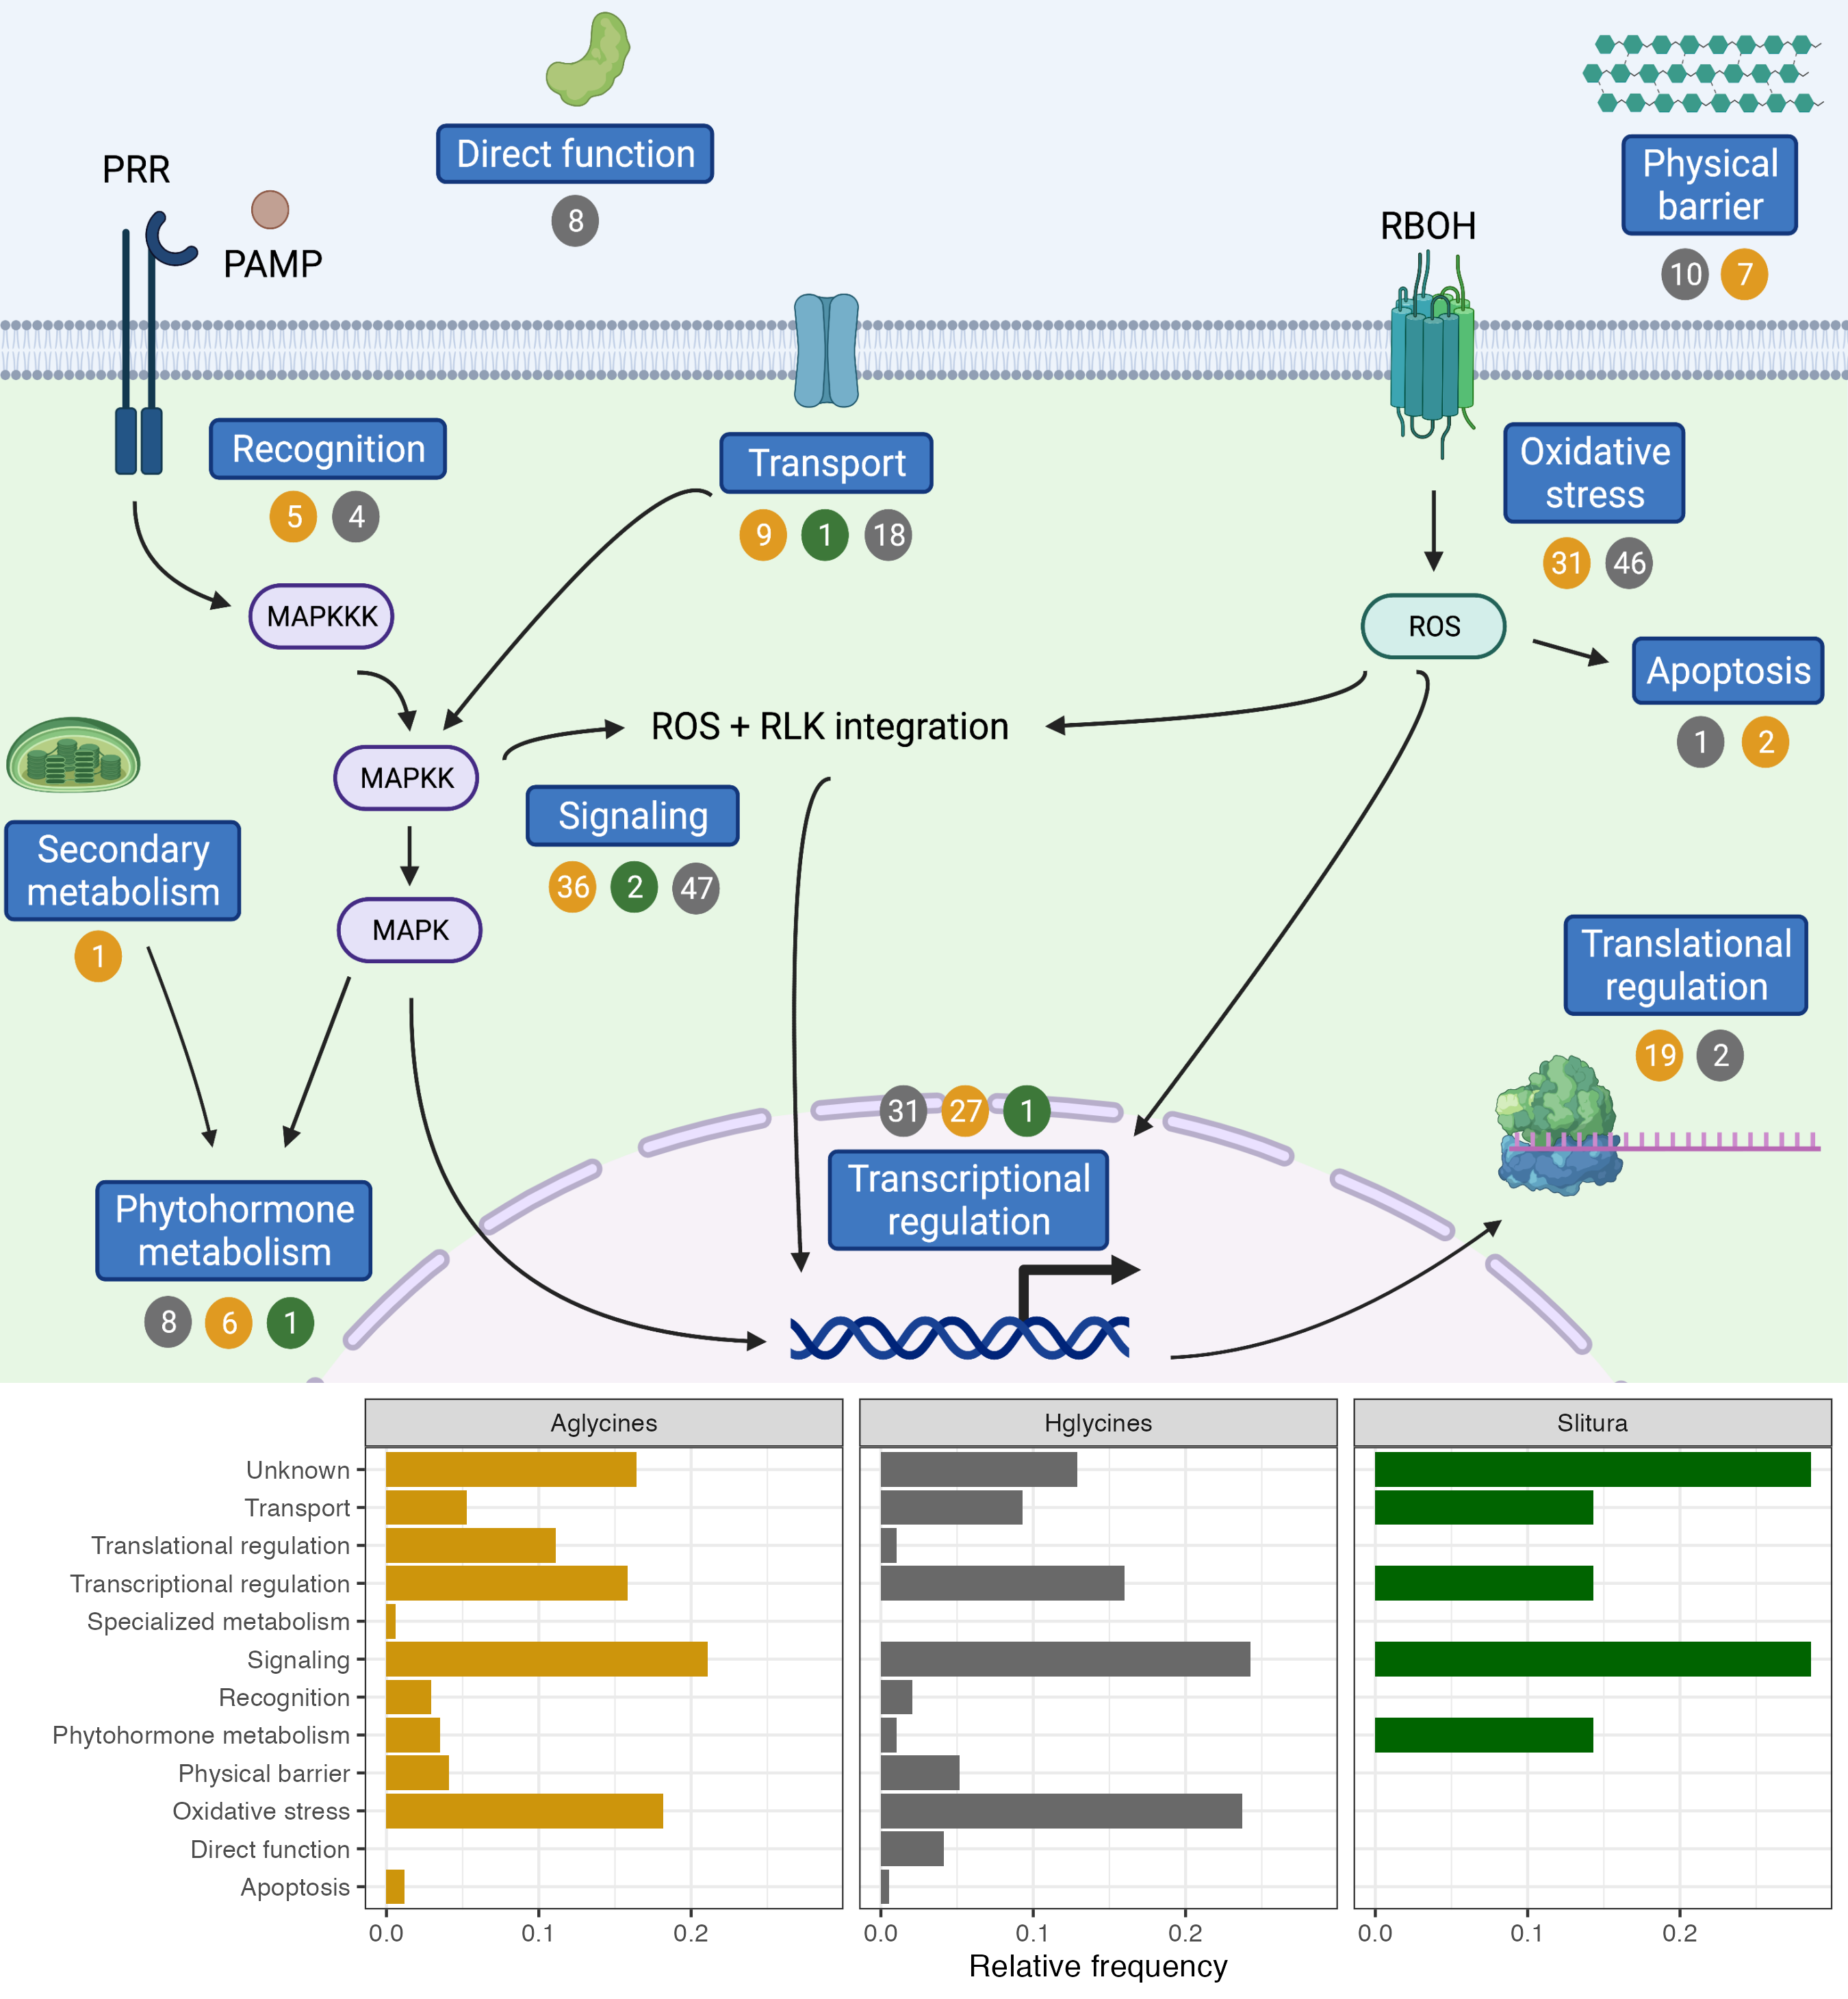 Direct function
8
PRR
PAMP
Physical
barrier
10 7
RBOH
Recognition
5 4
Transport
9 1 18
Oxidative
stress
31 46
MAPKKK
ROS
Apoptosis
1 2
ROS + RLK integration
MAPKK
Signaling
36 2 47
Secondary
metabolism
1
MAPK
Translational
regulation
19 2
31 27 1
Transcriptional
regulation
Phytohormone
metabolism
8 6 1
Aglycines Hglycines Slitura
Unknown
Transport
Translational regulation
Transcriptional regulation
Specialized metabolism
Signaling
Recognition
Phytohormone metabolism
Physical barrier
Oxidative stress
Direct function
Apoptosis
0.0 0.1 0.2 0.0 0.1 0.2 0.0 0.1 0.2
Relative frequency